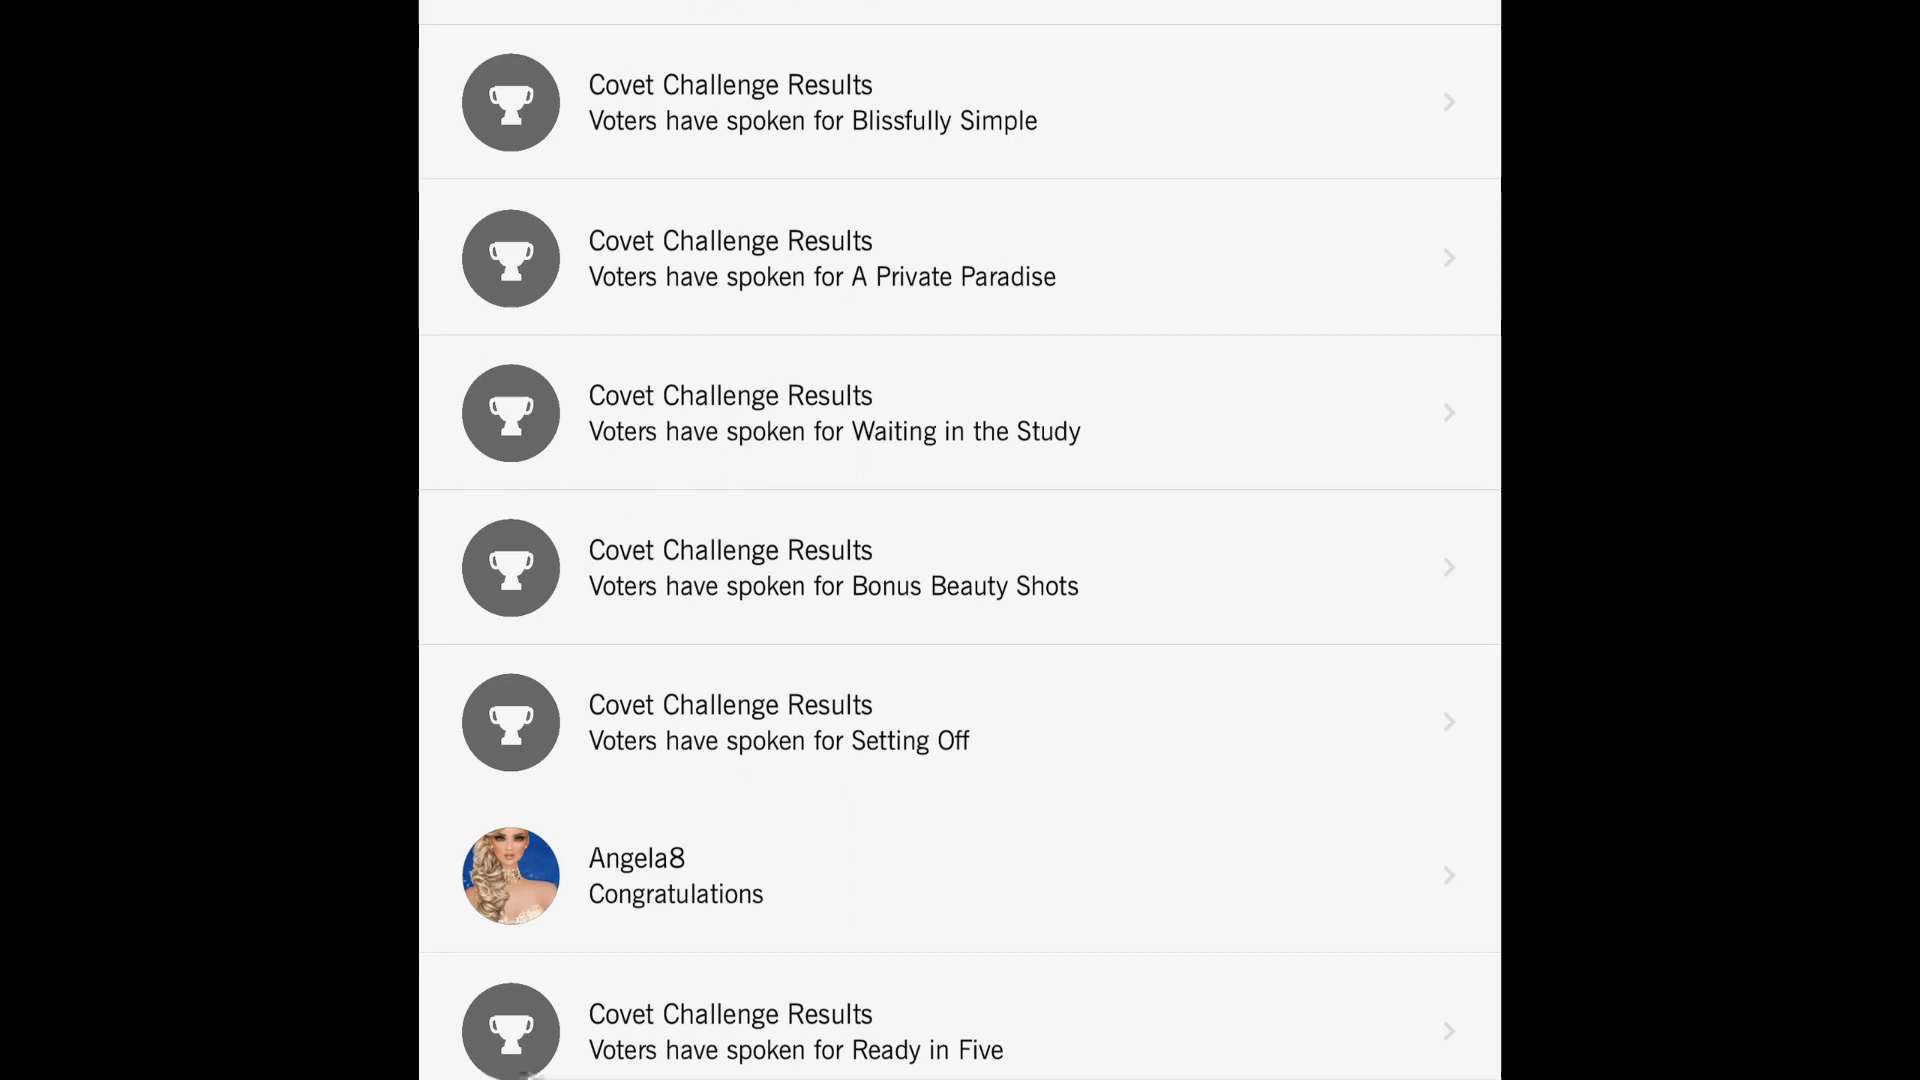 Covet Challenge Results
Voters have spoken for Blissfully Simple
Covet Challenge Results
Voters have spoken for A Private Paradise
Covet Challenge Results
Voters have spoken for Waiting in the Study
Covet Challenge Results
Voters have spoken for Bonus Beauty Shots
Covet Challenge Results
Voters have spoken for Setting Off
Angela8
Congratulations
Covet Challenge Results
Voters have spoken for Ready in Five